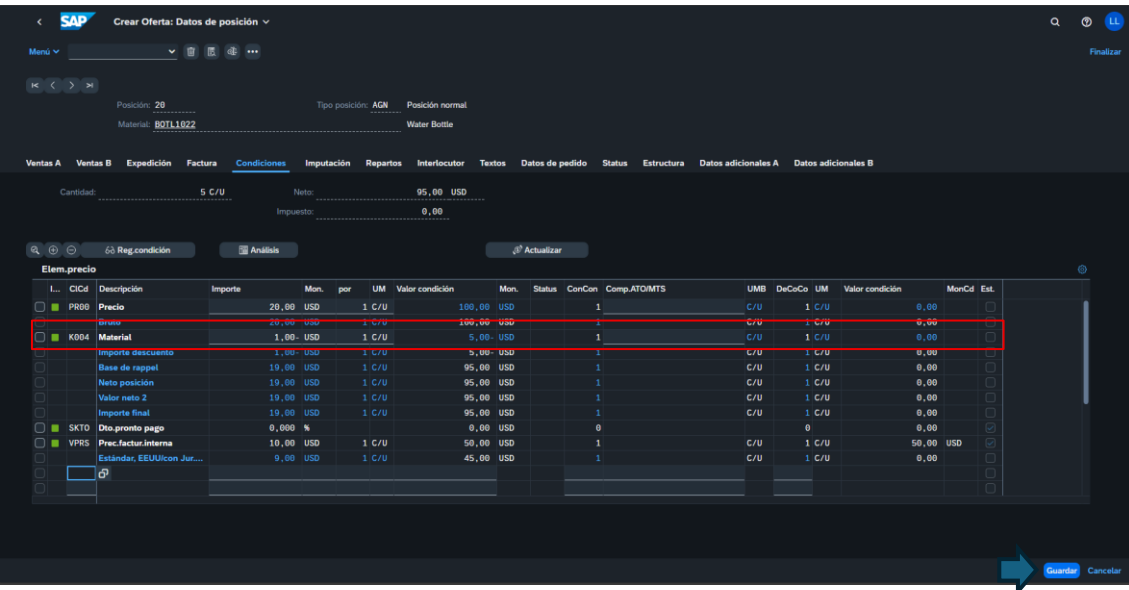 SAP Crear Oferta: Datos de posición LL
Menú Finalizar
Posición: 20 Tipo posición: AGN Posición normal
Material: BOTL1022 Water Bottle
Ventas A Ventas B Expedición Factura Condiciones Imputación Repartos Interlocutor Textos Datos de pedido Status Estructura Datos adicionales A Datos adicionales B
Cantidad: 5 C/U Neto: 95,00 USD
Impuesto: 0,00
Reg.condición Análisis Actualizar
Elem.precio
I... ClCd Descripción Importe Mon. por UM Valor condición Mon. Status ConCon Comp.ATO/MTS UMB DeCoCo UM Valor condición MonCd Est.
PR00 Precio 20,00 USD 1 C/U 100,00 USD 1 C/U 1 C/U 0,00
Bruto 20,00 USD 1 C/U 100,00 USD 1 C/U 1 C/U 0,00
K004 Material 1,00- USD 1 C/U 5,00- USD 1 C/U 1 C/U 0,00
Importe descuento 1,00- USD 1 C/U 5,00- USD 1 C/U 1 C/U 0,00
Base de rappel 19,00 USD 1 C/U 95,00 USD 1 C/U 1 C/U 0,00
Neto posición 19,00 USD 1 C/U 95,00 USD 1 C/U 1 C/U 0,00
Valor neto 2 19,00 USD 1 C/U 95,00 USD 1 C/U 1 C/U 0,00
Importe final 19,00 USD 1 C/U 95,00 USD 1 C/U 1 C/U 0,00
SKTO Dto.pronto pago 0,000 % 0,00 USD 0 0 0,00
VPRS Prec.factur.interna 10,00 USD 1 C/U 50,00 USD 1 C/U 1 C/U 50,00 USD
Estándar, EEUU/con Jur.... 9,00 USD 1 C/U 45,00 USD 1 C/U 1 C/U 0,00
Guardar Cancelar